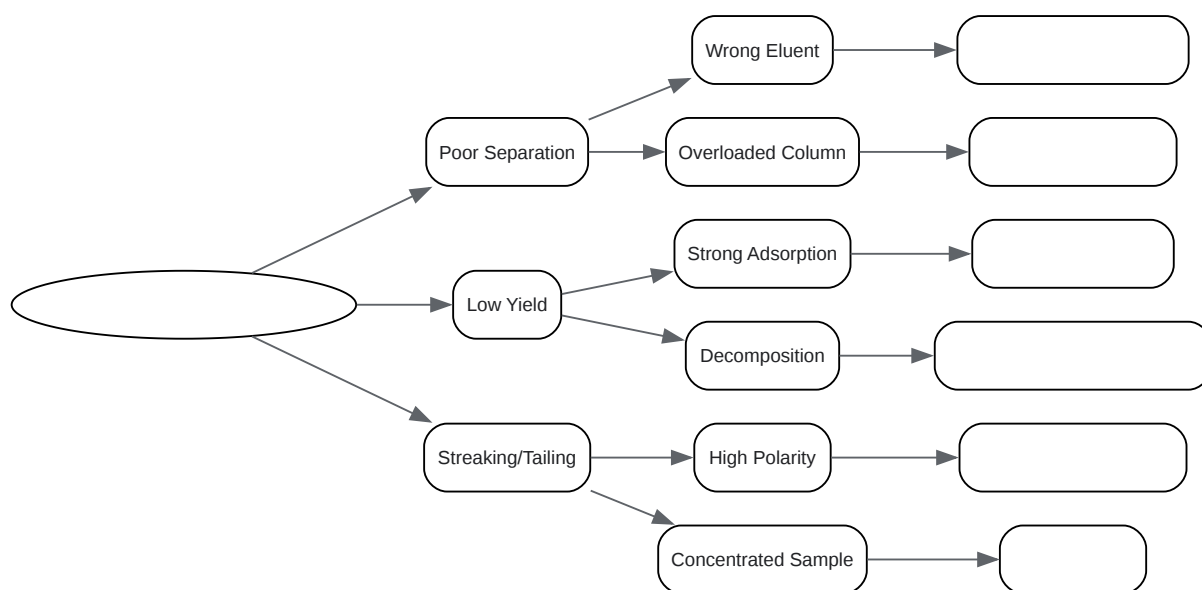 Wrong Eluent
Poor Separation
Overloaded Column
Strong Adsorption
Low Yield
Decomposition
Streaking/Tailing
High Polarity
Concentrated Sample